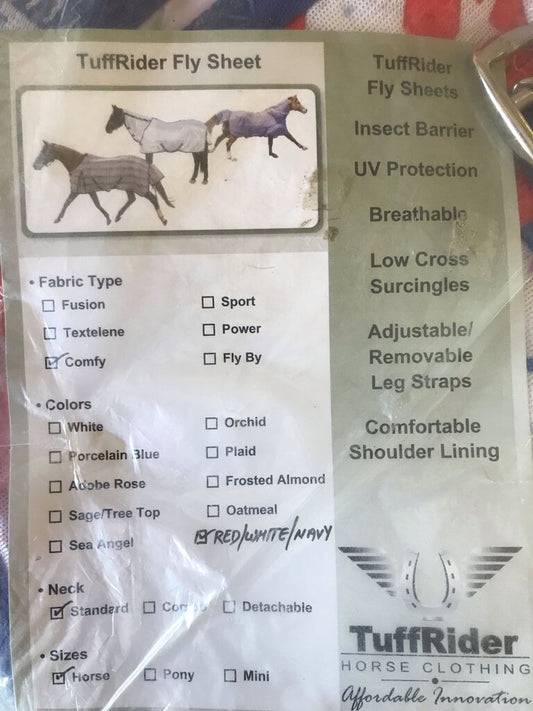 TuffRider Fly Sheet
• Fabric Type
☐ Fusion
☐ Sport
☐ Textelene
☐ Power
☑ Comfy
☐ Fly By
• Colors
☐ White
☐ Orchid
☐ Porcelain Blue
☐ Plaid
☐ Adobe Rose
☐ Frosted Almond
☐ Sage/Tree Top
☐ Oatmeal
☐ Sea Angel
☑ RED/WHITE/NAVY
• Neck
☑ Standard ☐ ☐ Detachable
• Sizes
☑ Horse ☐ Pony ☐ Mini
TuffRider
Fly Sheets
Insect Barrier
UV Protection
Breathable
Low Cross
Surcingles
Adjustable/
Removable
Leg Straps
Comfortable
Shoulder Lining
TuffRider
HORSE CLOTHING
Affordable Innovation